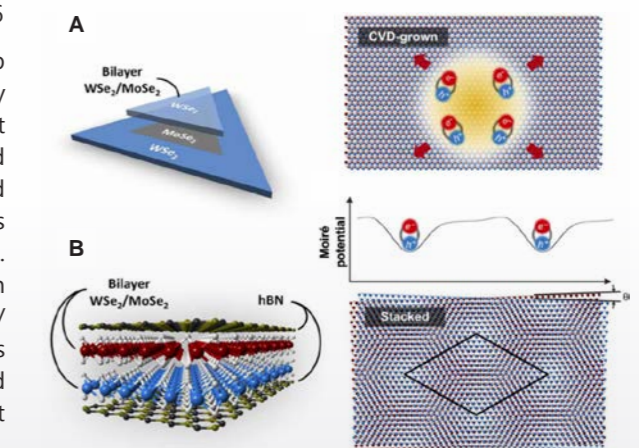 A
CVD-grown
Bilayer
WSe₂/MoSe₂
WSe₂
MoSe₂
WSe₂
e⁻
h⁺
e⁻
h⁺
e⁻
h⁺
e⁻
h⁺
Moiré
potential
e⁻
h⁺
e⁻
h⁺
B
Bilayer
WSe₂/MoSe₂
hBN
Stacked